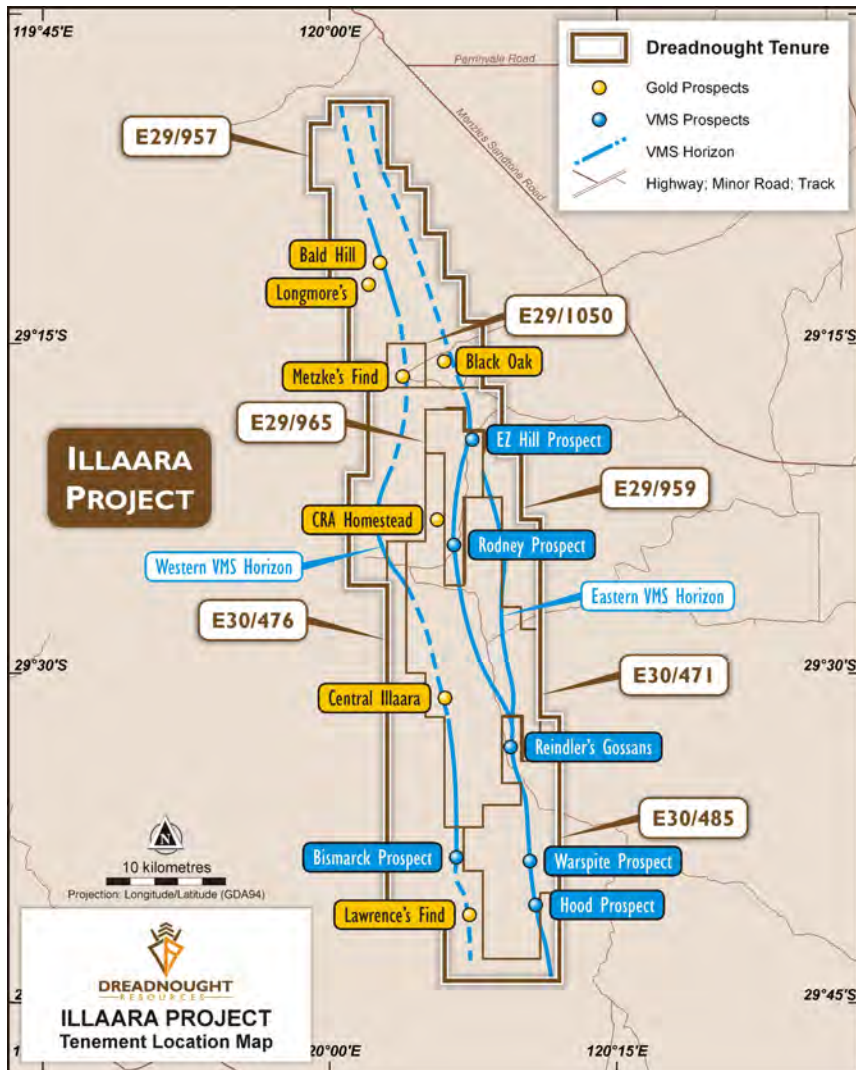 119°45'E
120°00'E
Dreadnought Tenure
Gold Prospects
VMS Prospects
VMS Horizon
Highway; Minor Road; Track
Perrinvale Road
Menzies Sandstone Road
E29/957
Bald Hill
Longmore's
29°15'S
29°15'S
E29/1050
Black Oak
Metzke's Find
E29/965
EZ Hill Prospect
ILLAARA
PROJECT
E29/959
CRA Homestead
Rodney Prospect
Western VMS Horizon
Eastern VMS Horizon
E30/476
29°30'S
29°30'S
E30/471
Central Illaara
Reindler's Gossans
E30/485
N
10 kilometres
Projection: Longitude/Latitude (GDA94)
Bismarck Prospect
Warspite Prospect
Hood Prospect
Lawrence's Find
DREADNOUGHT
RESOURCES
ILLAARA PROJECT
Tenement Location Map
29°45'S
120°00'E
120°15'E